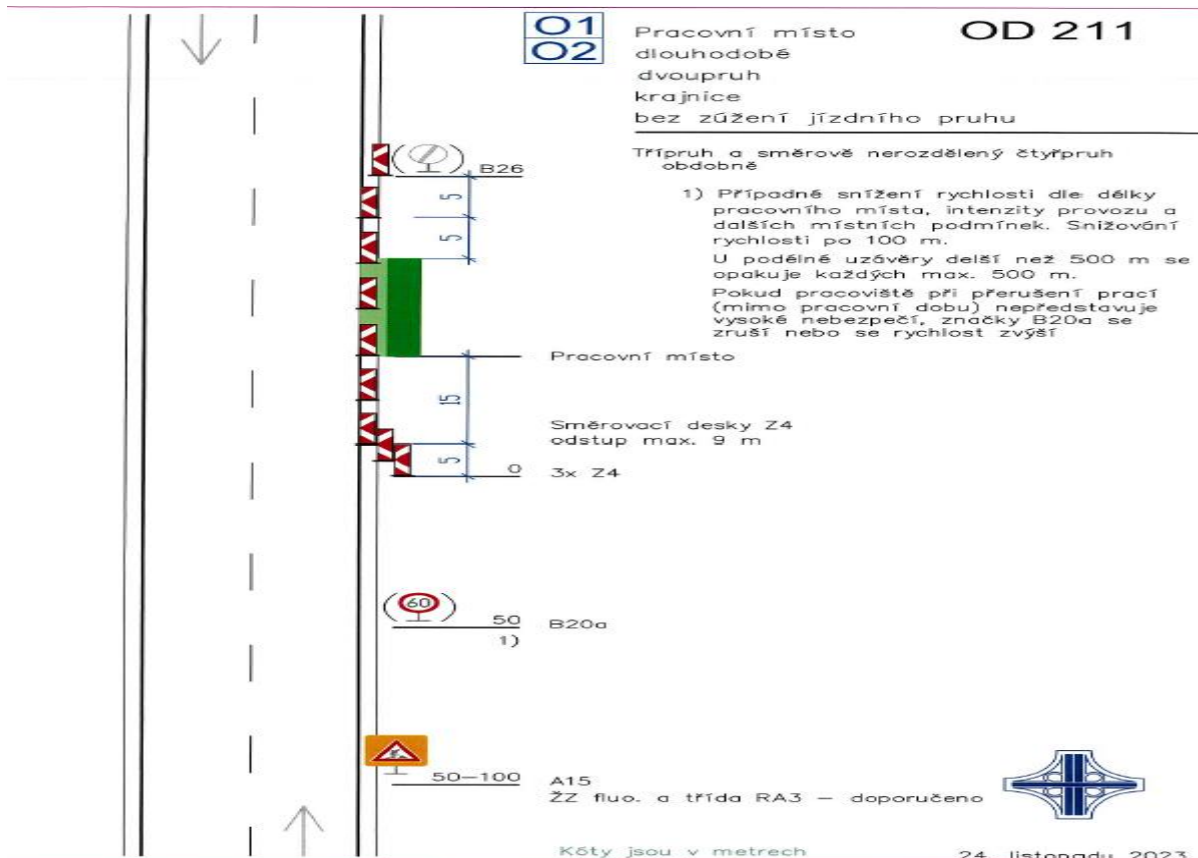 O1
O2
Pracovní místo
dlouhodobé
dvoupruh
krajnice
bez zúžení jízdního pruhu
OD 211
Třípruh a směrově nerozdělený čtyřpruh
obdobně
1) Případné snížení rychlosti dle délky
pracovního místa, intenzity provozu a
dalších místních podmínek. Snižování
rychlosti po 100 m.
U podélné uzávěry delší než 500 m se
opakuje každých max. 500 m.
Pokud pracoviště při přerušení prací
(mimo pracovní dobu) nepředstavuje
vysoké nebezpečí, značky B20a se
zruší nebo se rychlost zvýší
( ) B26
5
5
Pracovní místo
15
Směrovací desky Z4
odstup max. 9 m
5
0 3x Z4
(60) 50 B20a
1)
50-100 A15
ŽZ fluo. a třída RA3 – doporučeno
Kóty jsou v metrech
24. listopadu 2023